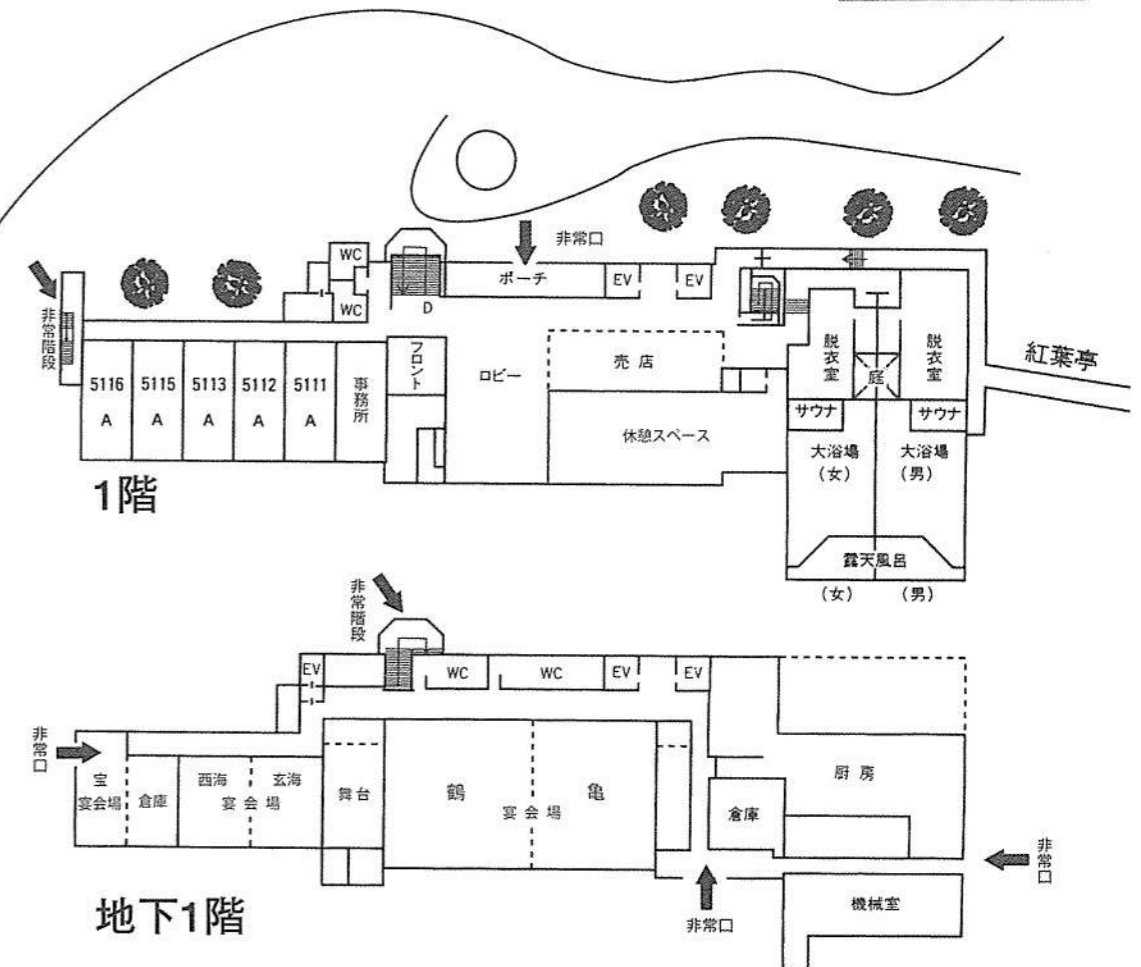 非常口
WC
ポーチ
EV
EV
WC
D
非常階段
5116
A
5115
A
5113
A
5112
A
5111
A
事務所
フロント
ロビー
売店
休憩スペース
脱衣室
庭
脱衣室
紅葉亭
サウナ
サウナ
大浴場
(女)
大浴場
(男)
露天風呂
(女)
(男)
1階
非常階段
EV
WC
WC
EV
EV
非常口
宝
宴会場
倉庫
西海
玄海
宴会場
舞台
鶴
亀
宴会場
倉庫
厨房
非常口
非常口
機械室
地下1階